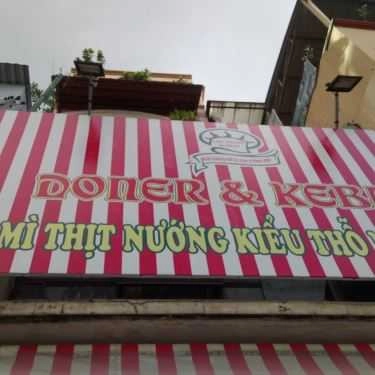 DONER & KEB
MÌ THỊT NƯỚNG KIỂU THỔ